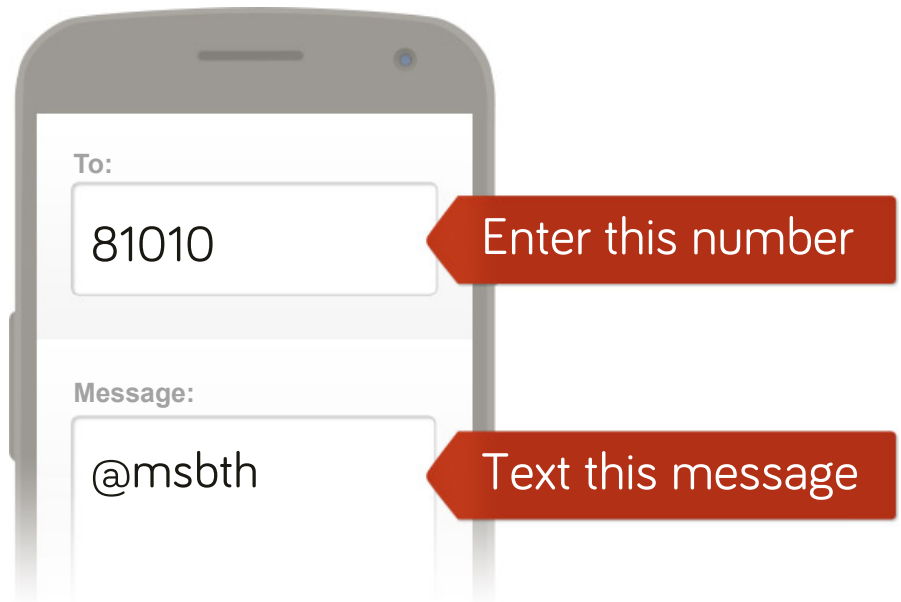 To:
81010
Enter this number
Message:
@msbth
Text this message